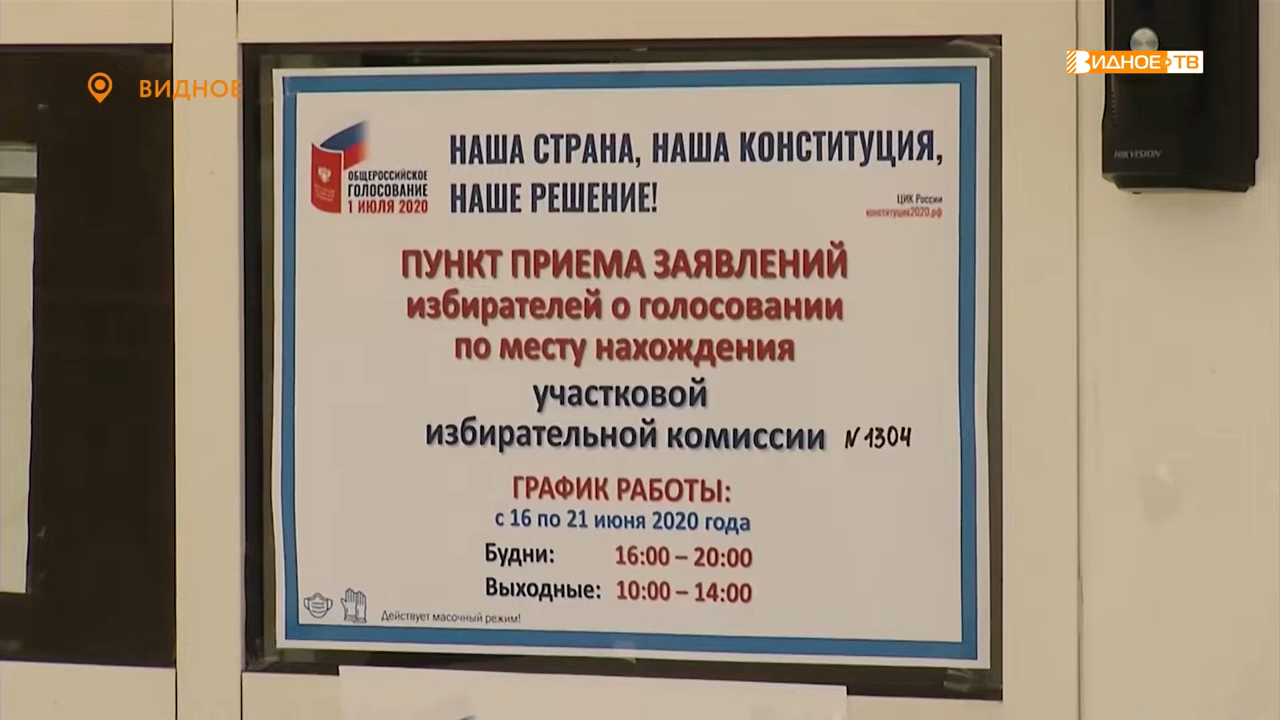 ВИДНОЕ
ВИДНОЕ ТВ
HIKVISION
ОБЩЕРОССИЙСКОЕ
ГОЛОСОВАНИЕ
1 ИЮЛЯ 2020
НАША СТРАНА, НАША КОНСТИТУЦИЯ,
НАШЕ РЕШЕНИЕ!
ЦИК России
конституция2020.рф
ПУНКТ ПРИЕМА ЗАЯВЛЕНИЙ
избирателей о голосовании
по месту нахождения
участковой
избирательной комиссии N 1304
ГРАФИК РАБОТЫ:
с 16 по 21 июня 2020 года
Будни: 16:00 – 20:00
Выходные: 10:00 – 14:00
Действует масочный режим!